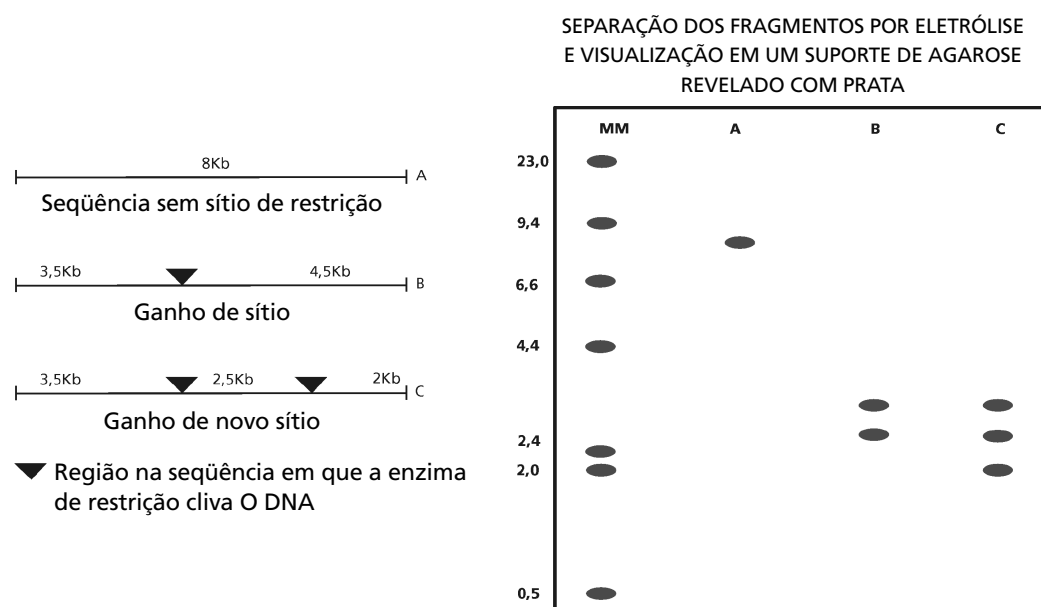 SEPARAÇÃO DOS FRAGMENTOS POR ELETRÓLISE
E VISUALIZAÇÃO EM UM SUPORTE DE AGAROSE
REVELADO COM PRATA
8Kb
A
Seqüência sem sítio de restrição
3,5Kb 4,5Kb
B
Ganho de sítio
3,5Kb 2,5Kb 2Kb
C
Ganho de novo sítio
Região na seqüência em que a enzima
de restrição cliva O DNA
MM A B C
23,0
9,4
6,6
4,4
2,4
2,0
0,5